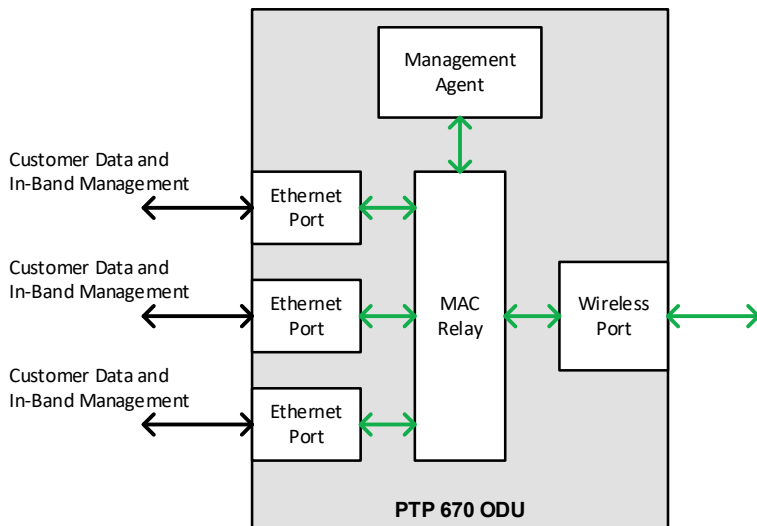 Management
Agent
Customer Data and
In-Band Management
Ethernet
Port
Customer Data and
In-Band Management
Ethernet
Port
MAC
Relay
Wireless
Port
Customer Data and
In-Band Management
Ethernet
Port
PTP 670 ODU